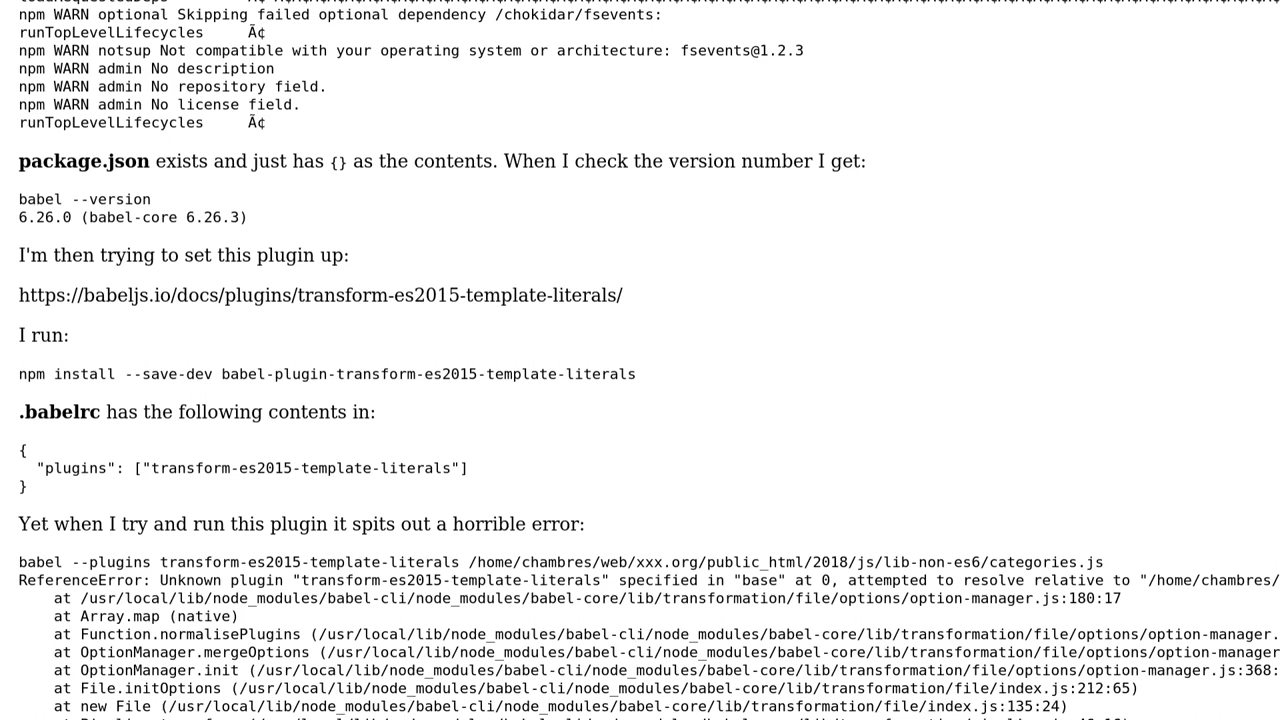 npm WARN optional Skipping failed optional dependency /chokidar/fsevents:
runTopLevelLifecycles     Ã¢
npm WARN notsup Not compatible with your operating system or architecture: fsevents@1.2.3
npm WARN admin No description
npm WARN admin No repository field.
npm WARN admin No license field.
runTopLevelLifecycles     Ã¢
package.json exists and just has {} as the contents. When I check the version number I get:
babel --version
6.26.0 (babel-core 6.26.3)
I'm then trying to set this plugin up:
https://babeljs.io/docs/plugins/transform-es2015-template-literals/
I run:
npm install --save-dev babel-plugin-transform-es2015-template-literals
.babelrc has the following contents in:
{
  "plugins": ["transform-es2015-template-literals"]
}
Yet when I try and run this plugin it spits out a horrible error:
babel --plugins transform-es2015-template-literals /home/chambres/web/xxx.org/public_html/2018/js/lib-non-es6/categories.js
ReferenceError: Unknown plugin "transform-es2015-template-literals" specified in "base" at 0, attempted to resolve relative to "/home/chambres/
    at /usr/local/lib/node_modules/babel-cli/node_modules/babel-core/lib/transformation/file/options/option-manager.js:180:17
    at Array.map (native)
    at Function.normalisePlugins (/usr/local/lib/node_modules/babel-cli/node_modules/babel-core/lib/transformation/file/options/option-manager.
    at OptionManager.mergeOptions (/usr/local/lib/node_modules/babel-cli/node_modules/babel-core/lib/transformation/file/options/option-manager
    at OptionManager.init (/usr/local/lib/node_modules/babel-cli/node_modules/babel-core/lib/transformation/file/options/option-manager.js:368:
    at File.initOptions (/usr/local/lib/node_modules/babel-cli/node_modules/babel-core/lib/transformation/file/index.js:212:65)
    at new File (/usr/local/lib/node_modules/babel-cli/node_modules/babel-core/lib/transformation/file/index.js:135:24)